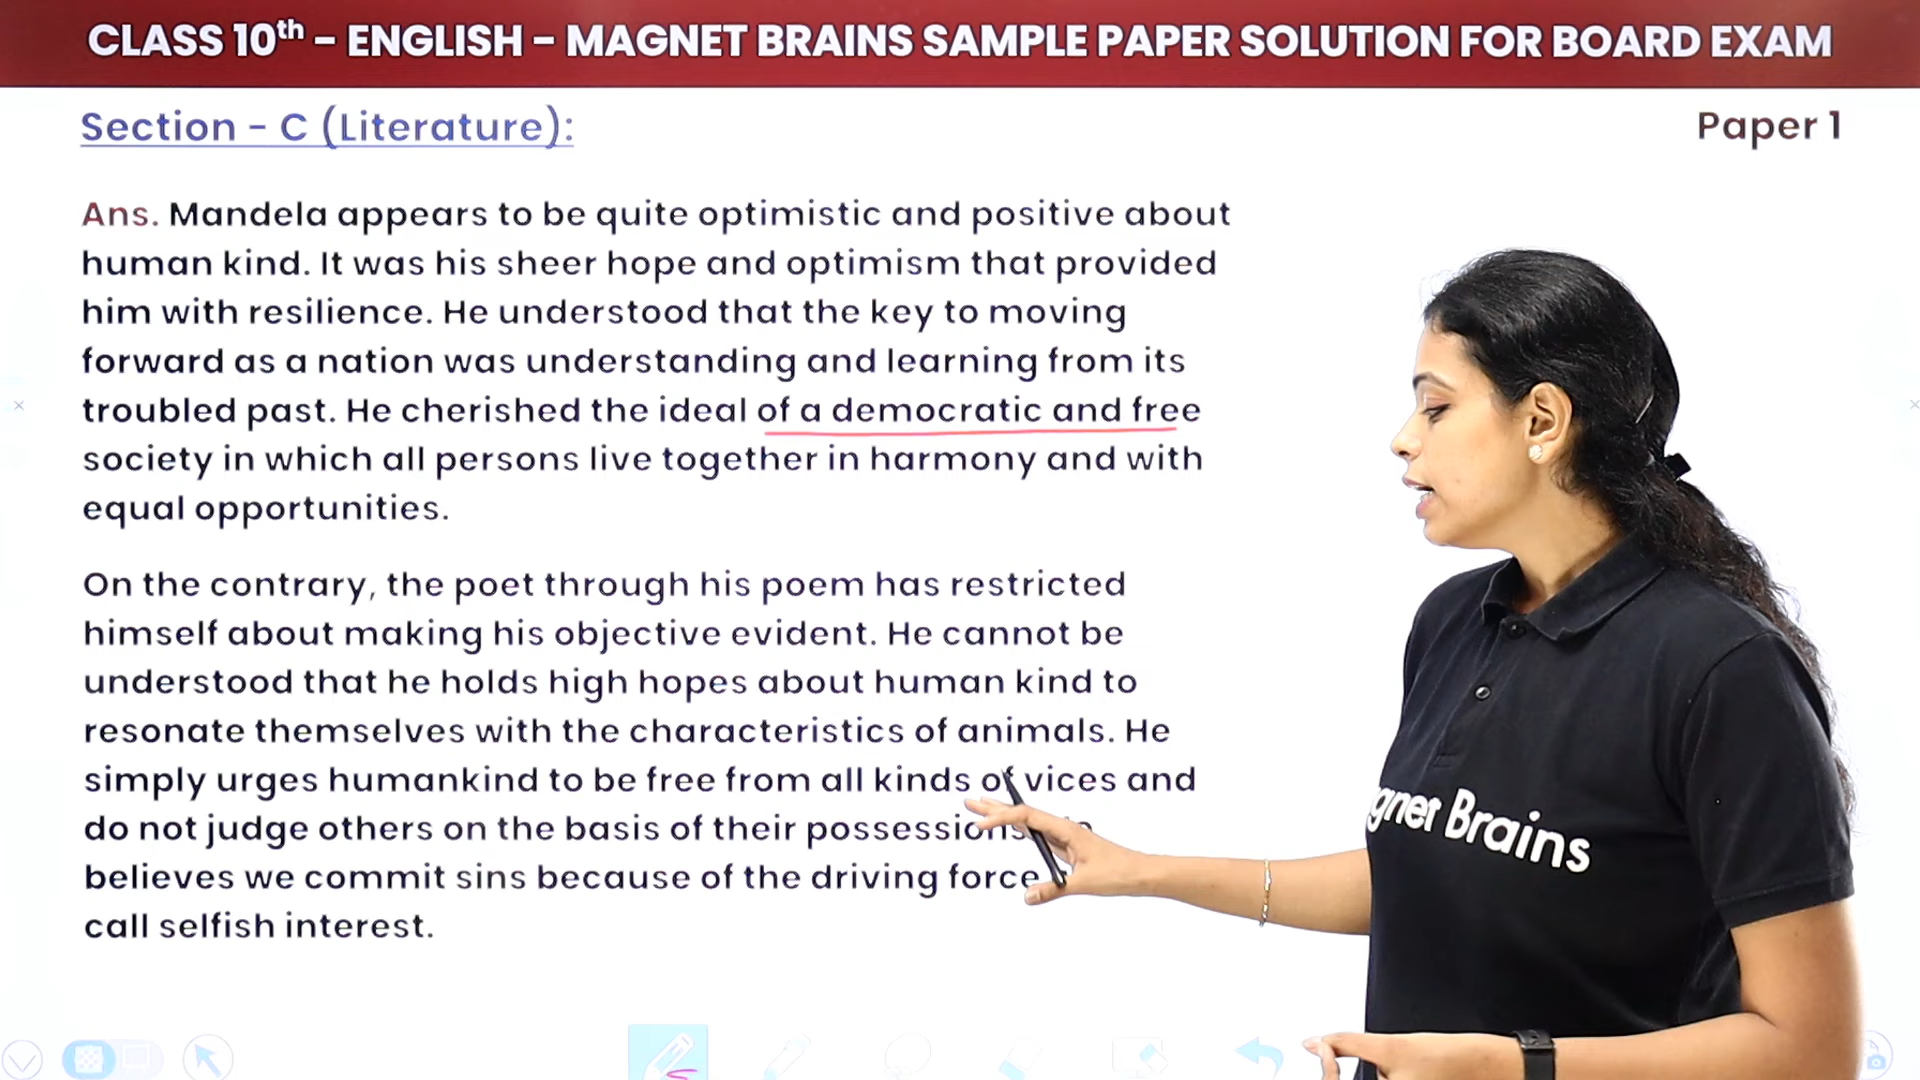 CLASS 10th - ENGLISH - MAGNET BRAINS SAMPLE PAPER SOLUTION FOR BOARD EXAM
Section - C (Literature):
Paper 1
Ans. Mandela appears to be quite optimistic and positive about
human kind. It was his sheer hope and optimism that provided
him with resilience. He understood that the key to moving
forward as a nation was understanding and learning from its
troubled past. He cherished the ideal of a democratic and free
society in which all persons live together in harmony and with
equal opportunities.
On the contrary, the poet through his poem has restricted
himself about making his objective evident. He cannot be
understood that he holds high hopes about human kind to
resonate themselves with the characteristics of animals. He
simply urges humankind to be free from all kinds of vices and
do not judge others on the basis of their possessions
believes we commit sins because of the driving force
call selfish interest.
gnet Brains